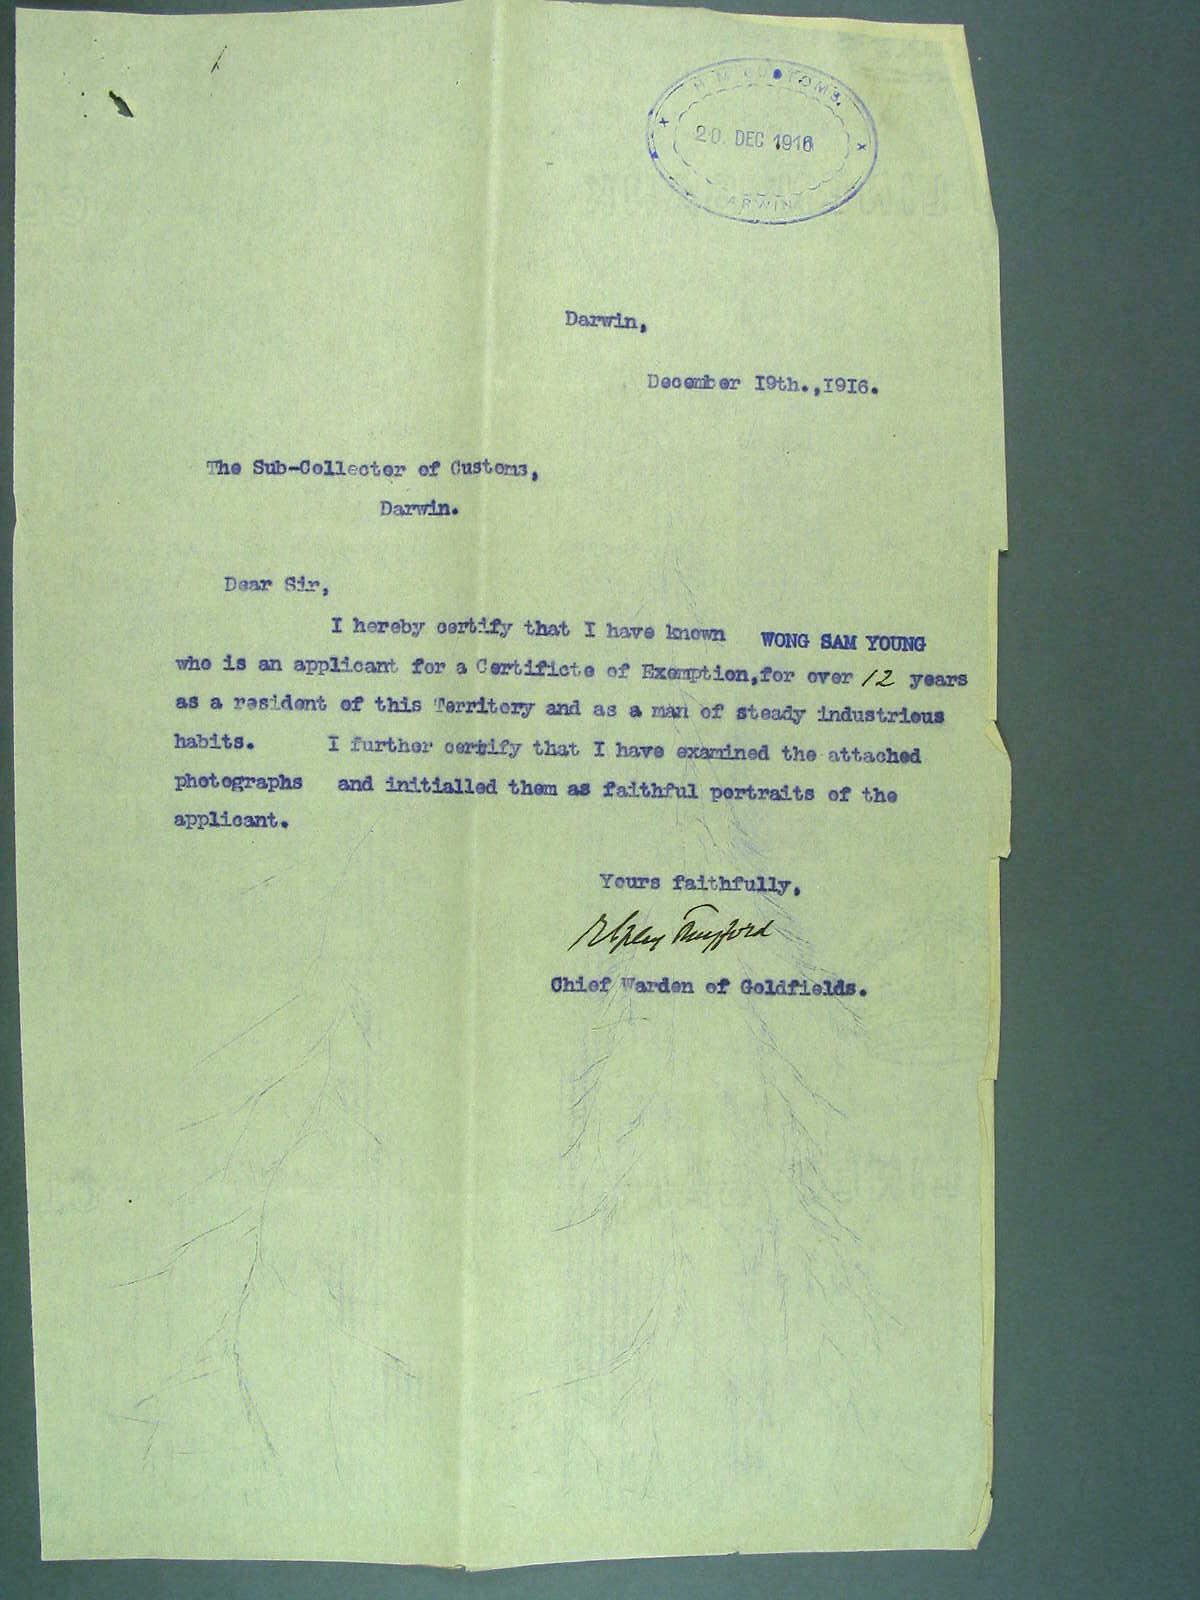 H.M. CUSTOMS.
20. DEC 1916
DARWIN
Darwin,
December 19th.,1916.
The Sub-Collector of Customs,
Darwin.
Dear Sir,
I hereby certify that I have known WONG SAM YOUNG
who is an applicant for a Certificte of Exemption,for over 12 years
as a resident of this Territory and as a man of steady industrious
habits. I further certify that I have examined the attached
photographs and initialled them as faithful portraits of the
applicant.
Yours faithfully,
Chief Warden of Goldfields.